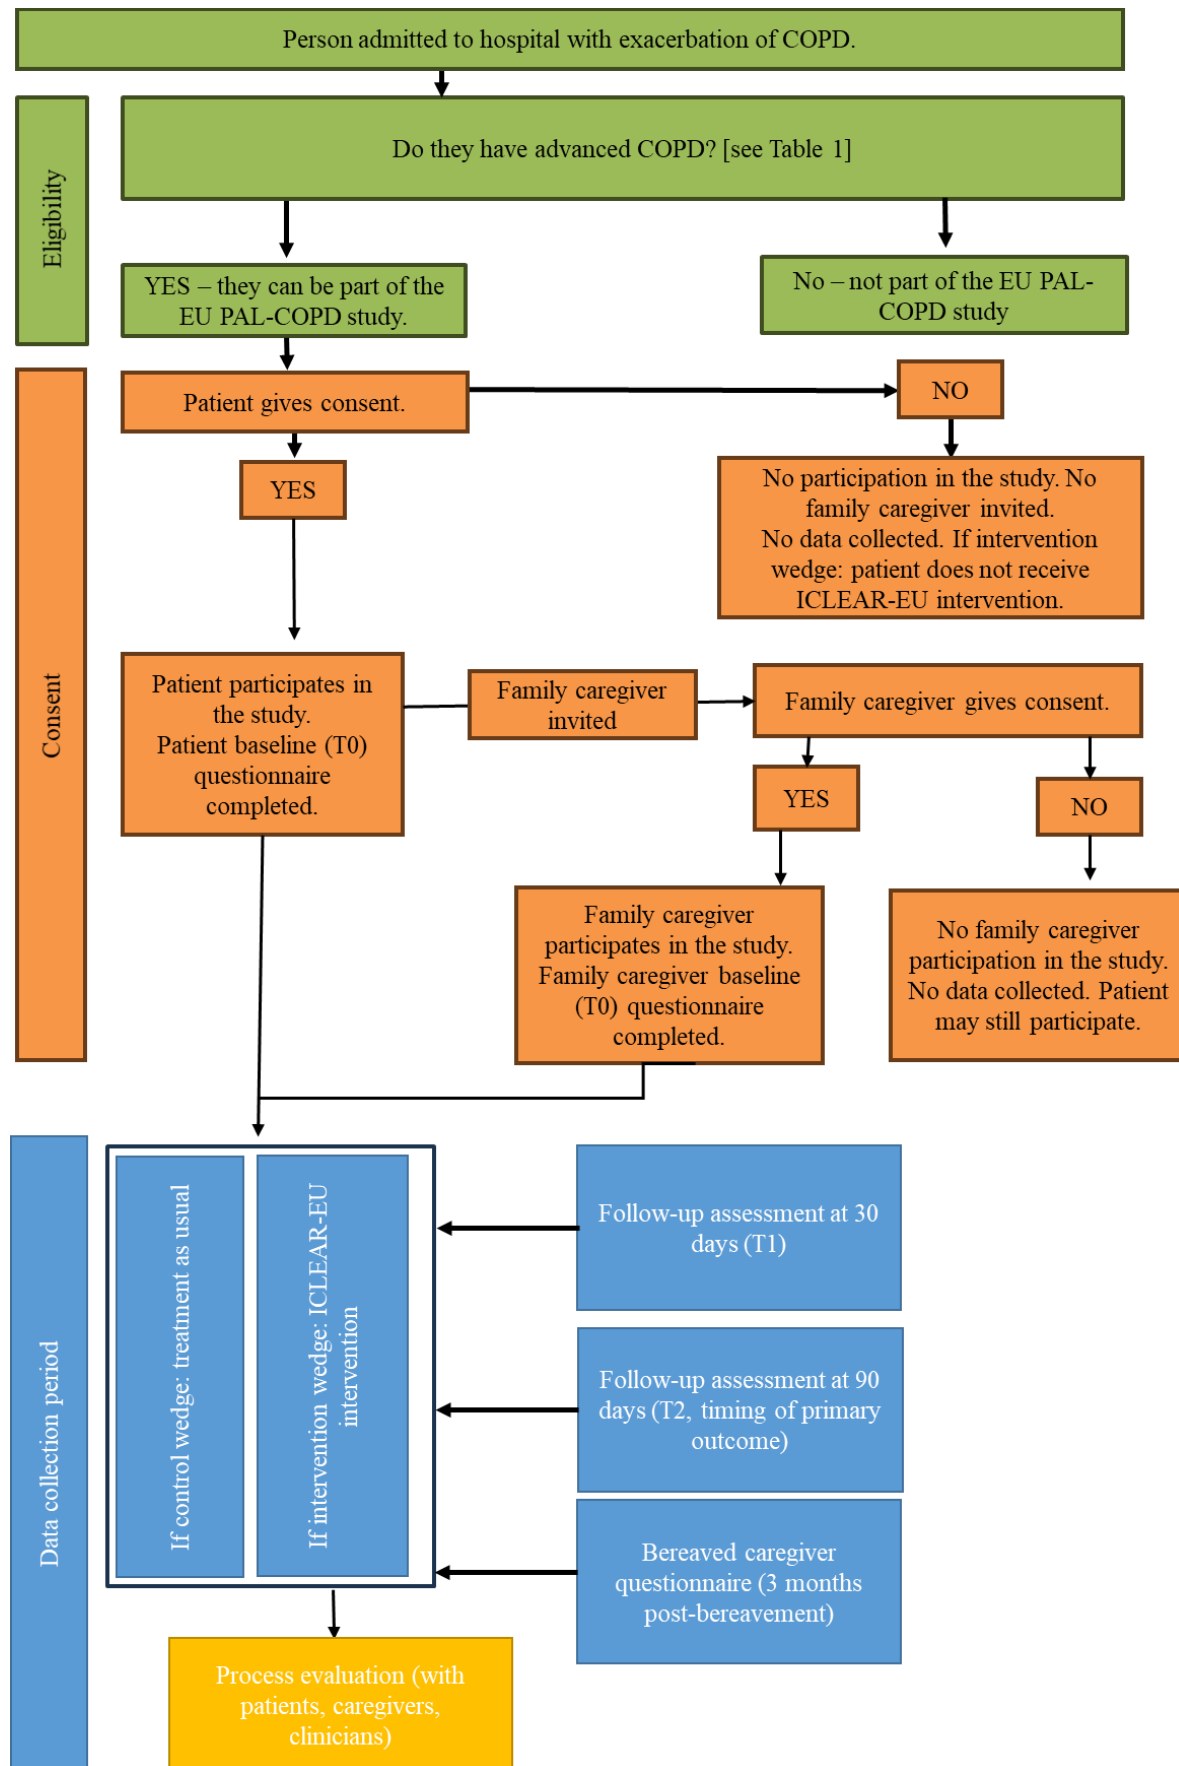 Person admitted to hospital with exacerbation of COPD.
Eligibility
Do they have advanced COPD? [see Table 1]
YES – they can be part of the
EU PAL-COPD study.
No – not part of the EU PAL-
COPD study
Consent
Patient gives consent.
NO
YES
No participation in the study. No
family caregiver invited.
No data collected. If intervention
wedge: patient does not receive
ICLEAR-EU intervention.
Patient participates in
the study.
Patient baseline (T0)
questionnaire
completed.
Family caregiver
invited
Family caregiver gives consent.
YES
NO
Family caregiver
participates in the study.
Family caregiver baseline
(T0) questionnaire
completed.
No family caregiver
participation in the study.
No data collected. Patient
may still participate.
Data collection period
If control wedge: treatment as usual
If intervention wedge: ICLEAR-EU
intervention
Follow-up assessment at 30
days (T1)
Follow-up assessment at 90
days (T2, timing of primary
outcome)
Bereaved caregiver
questionnaire (3 months
post-bereavement)
Process evaluation (with
patients, caregivers,
clinicians)